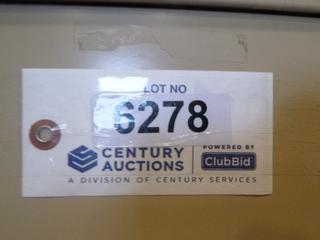 LOT NO
6278
CENTURY AUCTIONS
POWERED BY
ClubBid
A DIVISION OF CENTURY SERVICES